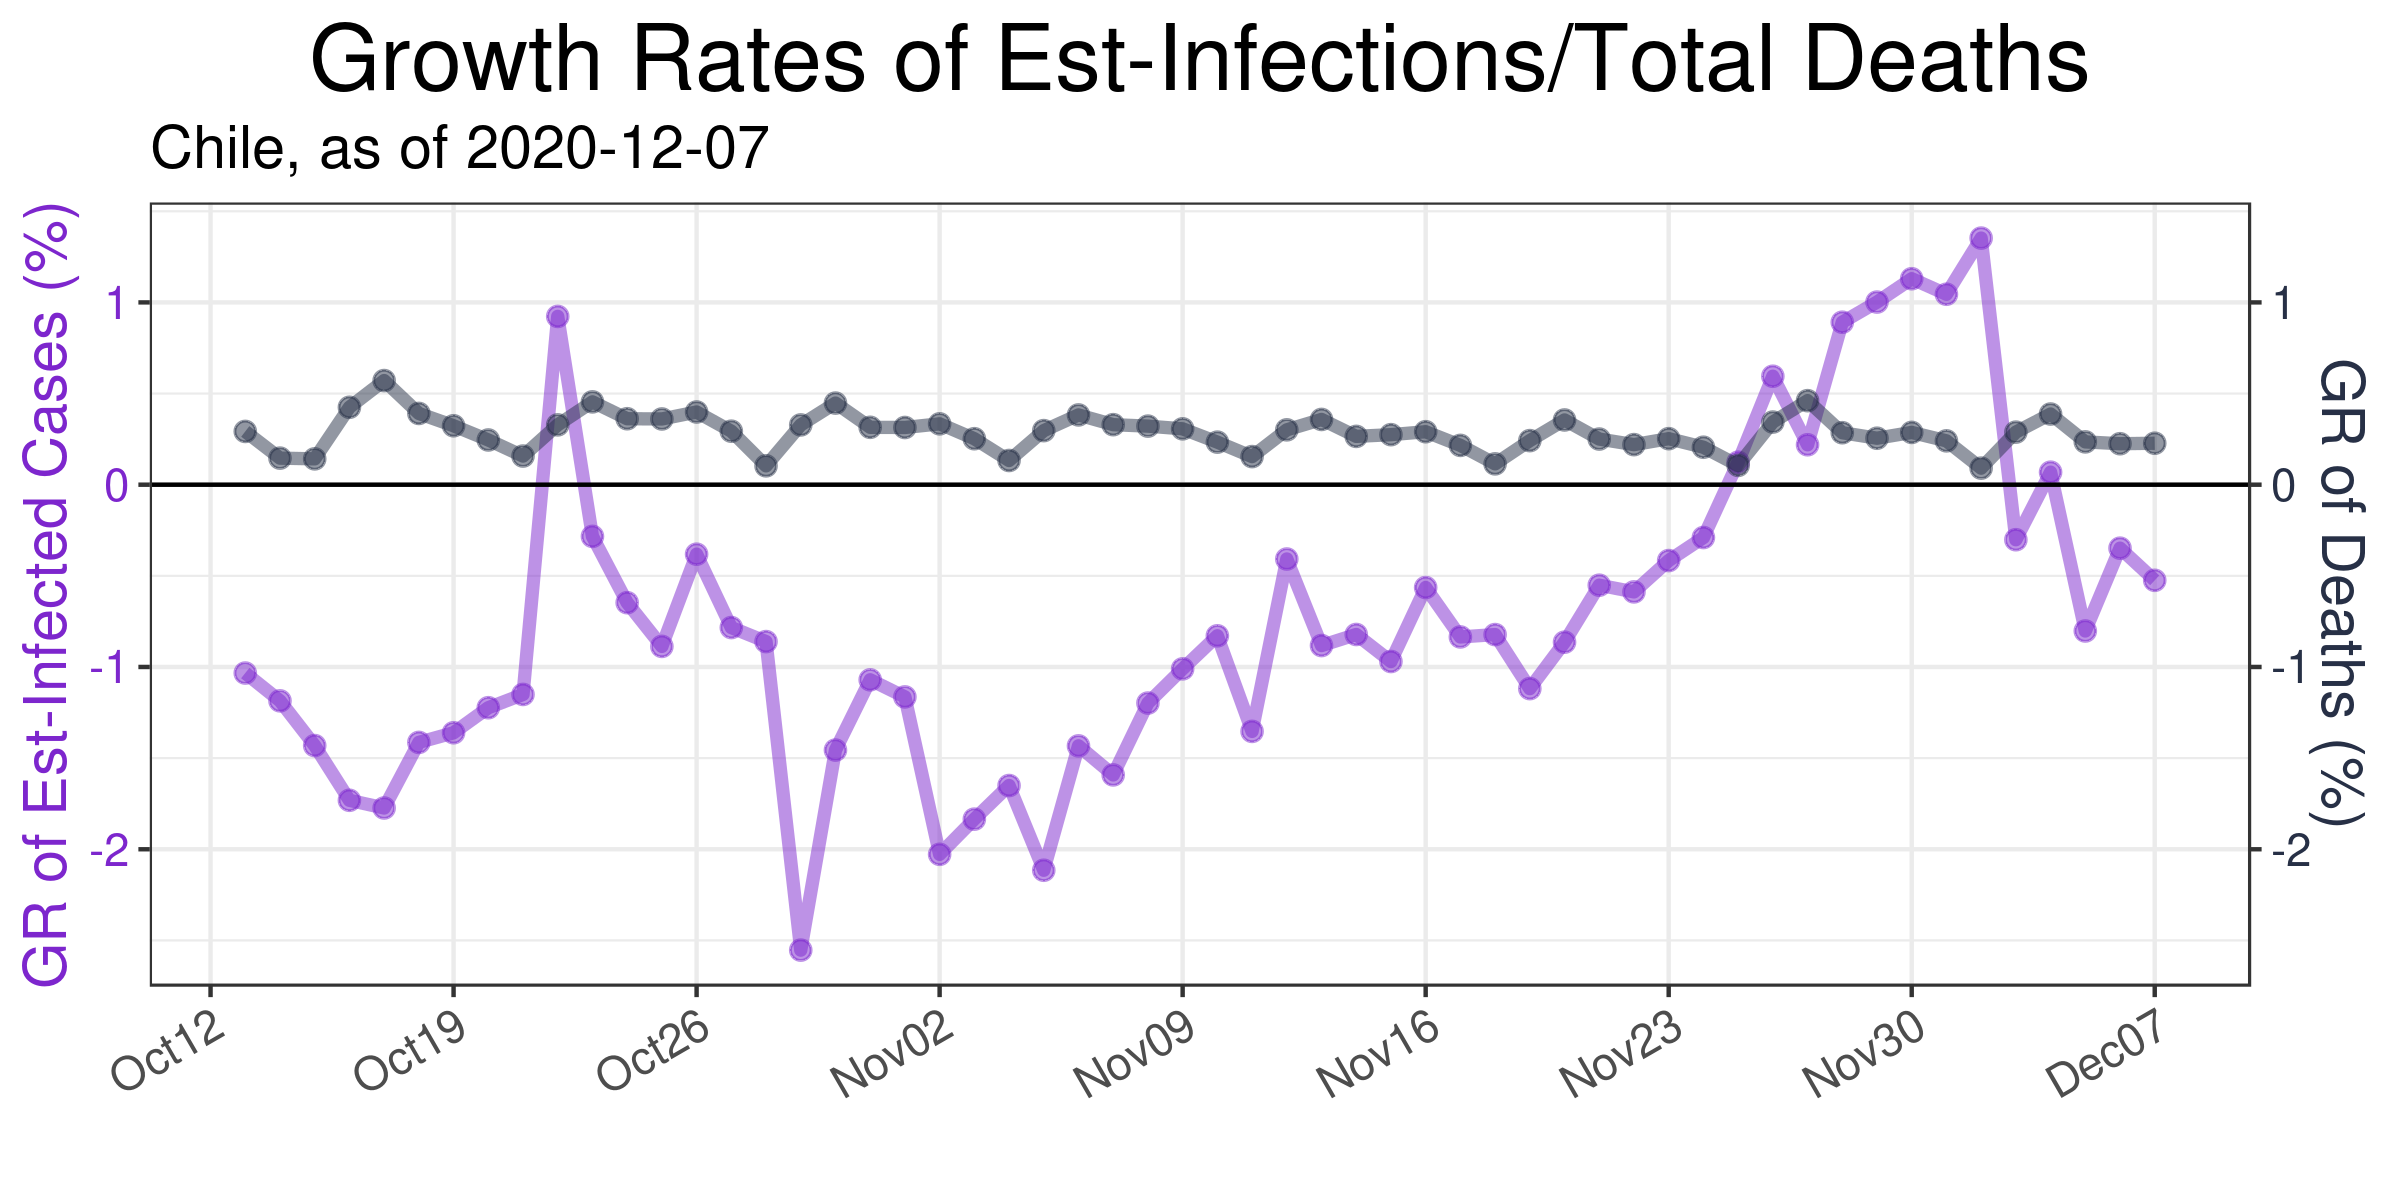 Growth Rates of Est-Infections/Total Deaths
Chile, as of 2020-12-07
GR of Est-Infected Cases (%)
1
0
-1
-2
1
0
-1
-2
GR of Deaths (%)
Oct12
Oct19
Oct26
Nov02
Nov09
Nov16
Nov23
Nov30
Dec07